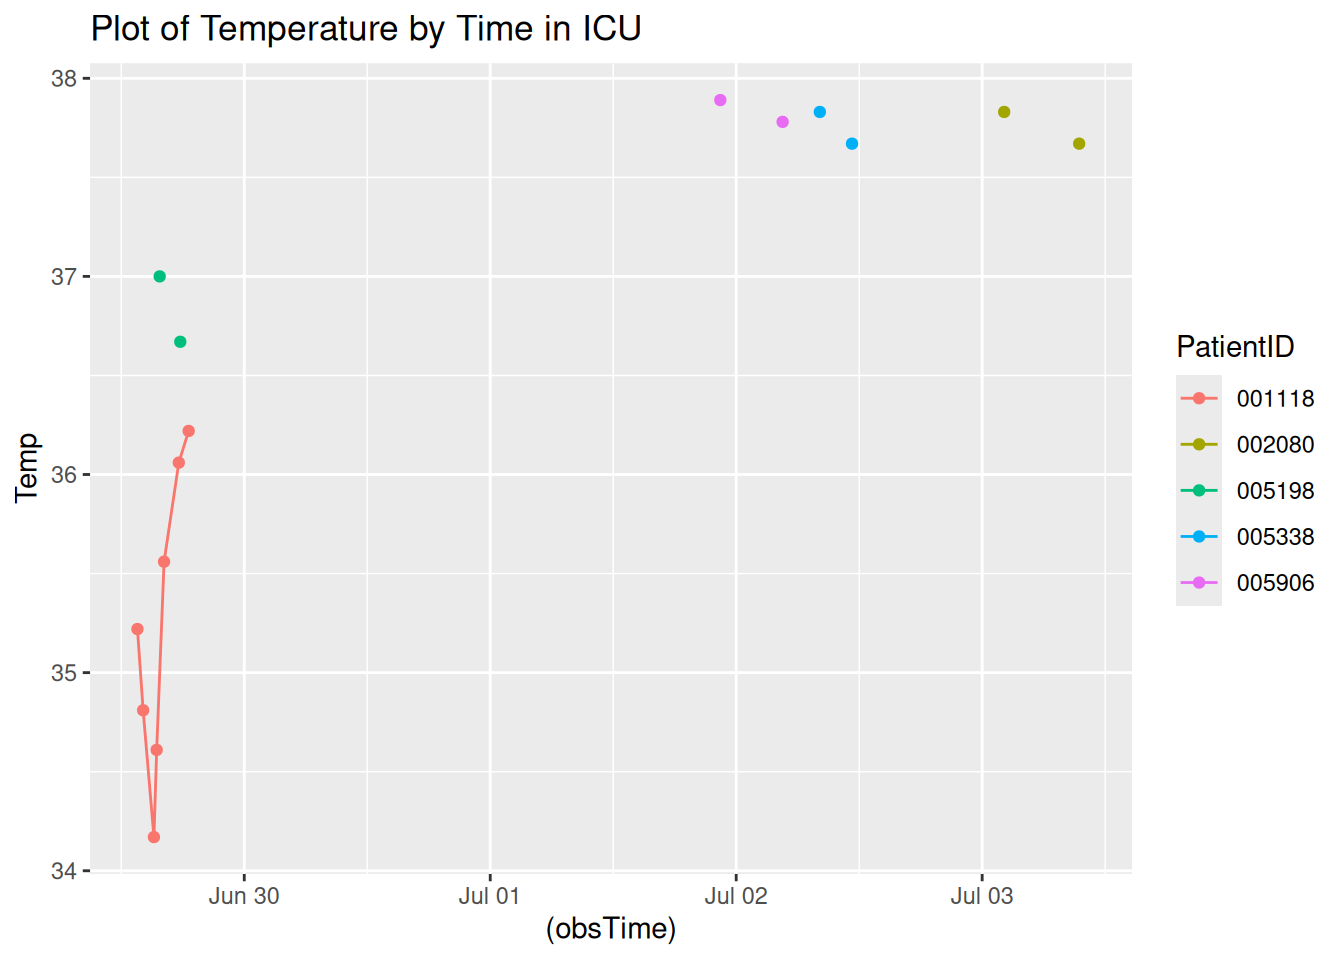 Plot of Temperature by Time in ICU
38
37
36
35
34
Temp
Jun 30
Jul 01
Jul 02
Jul 03
(obsTime)
PatientID
001118
002080
005198
005338
005906